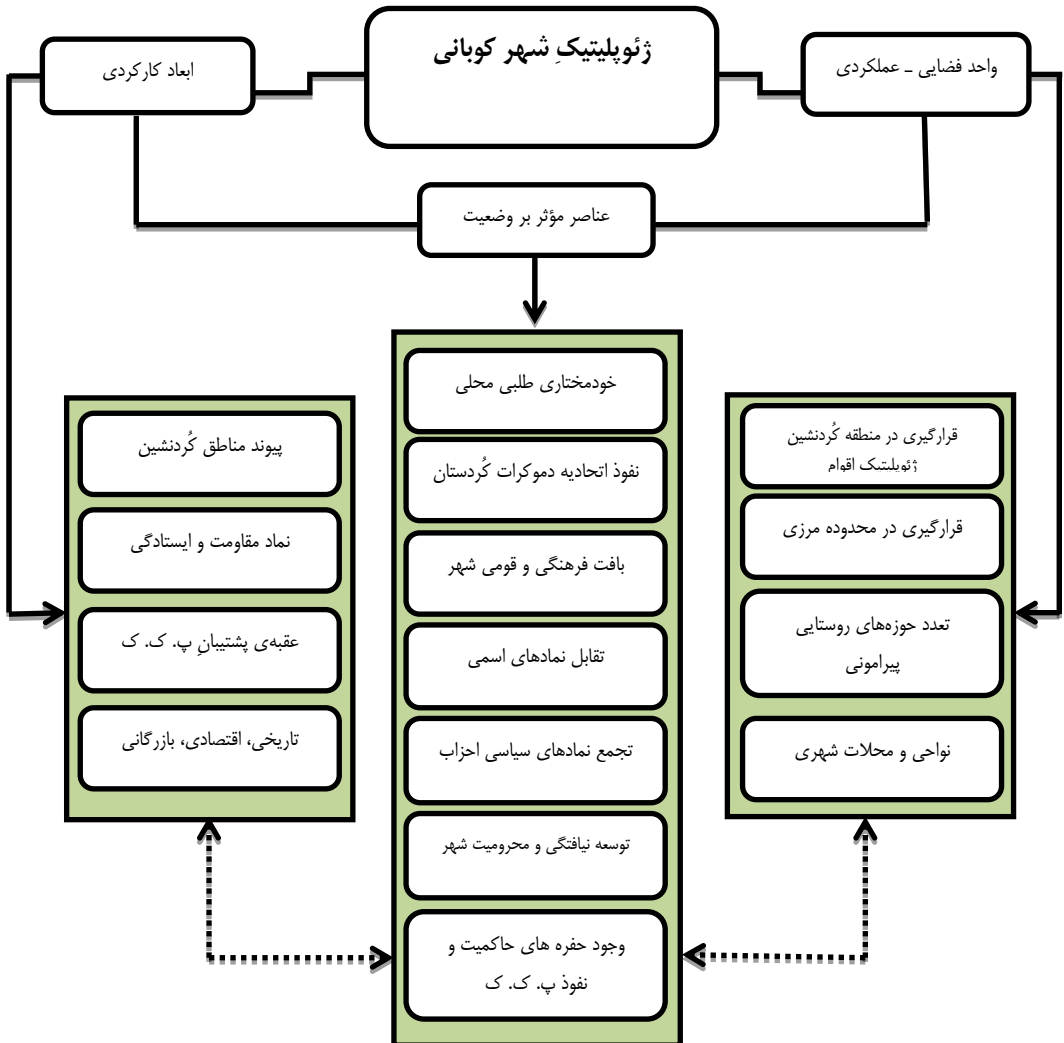 ژئوپلیتیکِ شهر کوبانی
واحد فضایی ـ عملکردی
ابعاد کارکردی
عناصر مؤثر بر وضعیت
قرارگیری در منطقه کُردنشین
ژئوپلیتیک اقوام
قرارگیری در محدوده مرزی
تعدد حوزه‌های روستایی
پیرامونی
نواحی و محلات شهری
خودمختاری طلبی محلی
نفوذ اتحادیه دموکرات کُردستان
بافت فرهنگی و قومی شهر
تقابل نمادهای اسمی
تجمع نمادهای سیاسی احزاب
توسعه نیافتگی و محرومیت شهر
وجود حفره های حاکمیت و
نفوذ پ. ک. ک
پیوند مناطق کُردنشین
نماد مقاومت و ایستادگی
عقبه‌ی پشتیبانِ پ. ک. ک
تاریخی، اقتصادی، بازرگانی